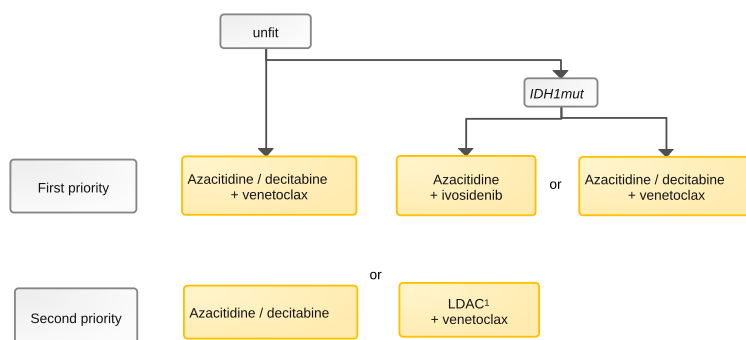 unfit
IDH1mut
First priority
Azacitidine / decitabine
+ venetoclax
Azacitidine
+ ivosidenib
or
Azacitidine / decitabine
+ venetoclax
or
Second priority
Azacitidine / decitabine
LDAC¹
+ venetoclax